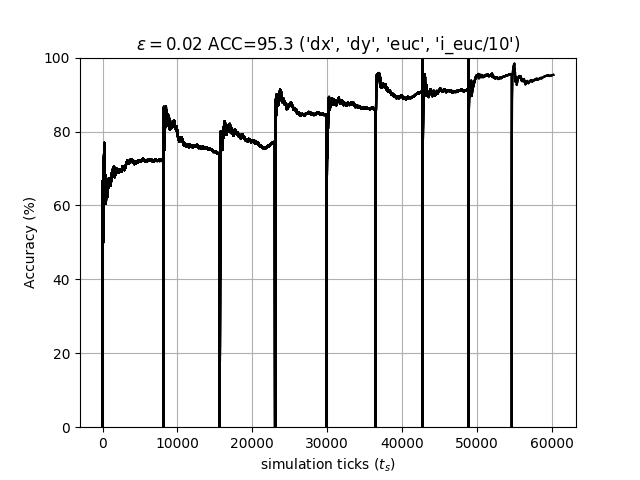 ε = 0.02 ACC=95.3 ('dx', 'dy', 'euc', 'i_euc/10')
100
80
60
40
20
0
Accuracy (%)
0 10000 20000 30000 40000 50000 60000
simulation ticks (tₛ)